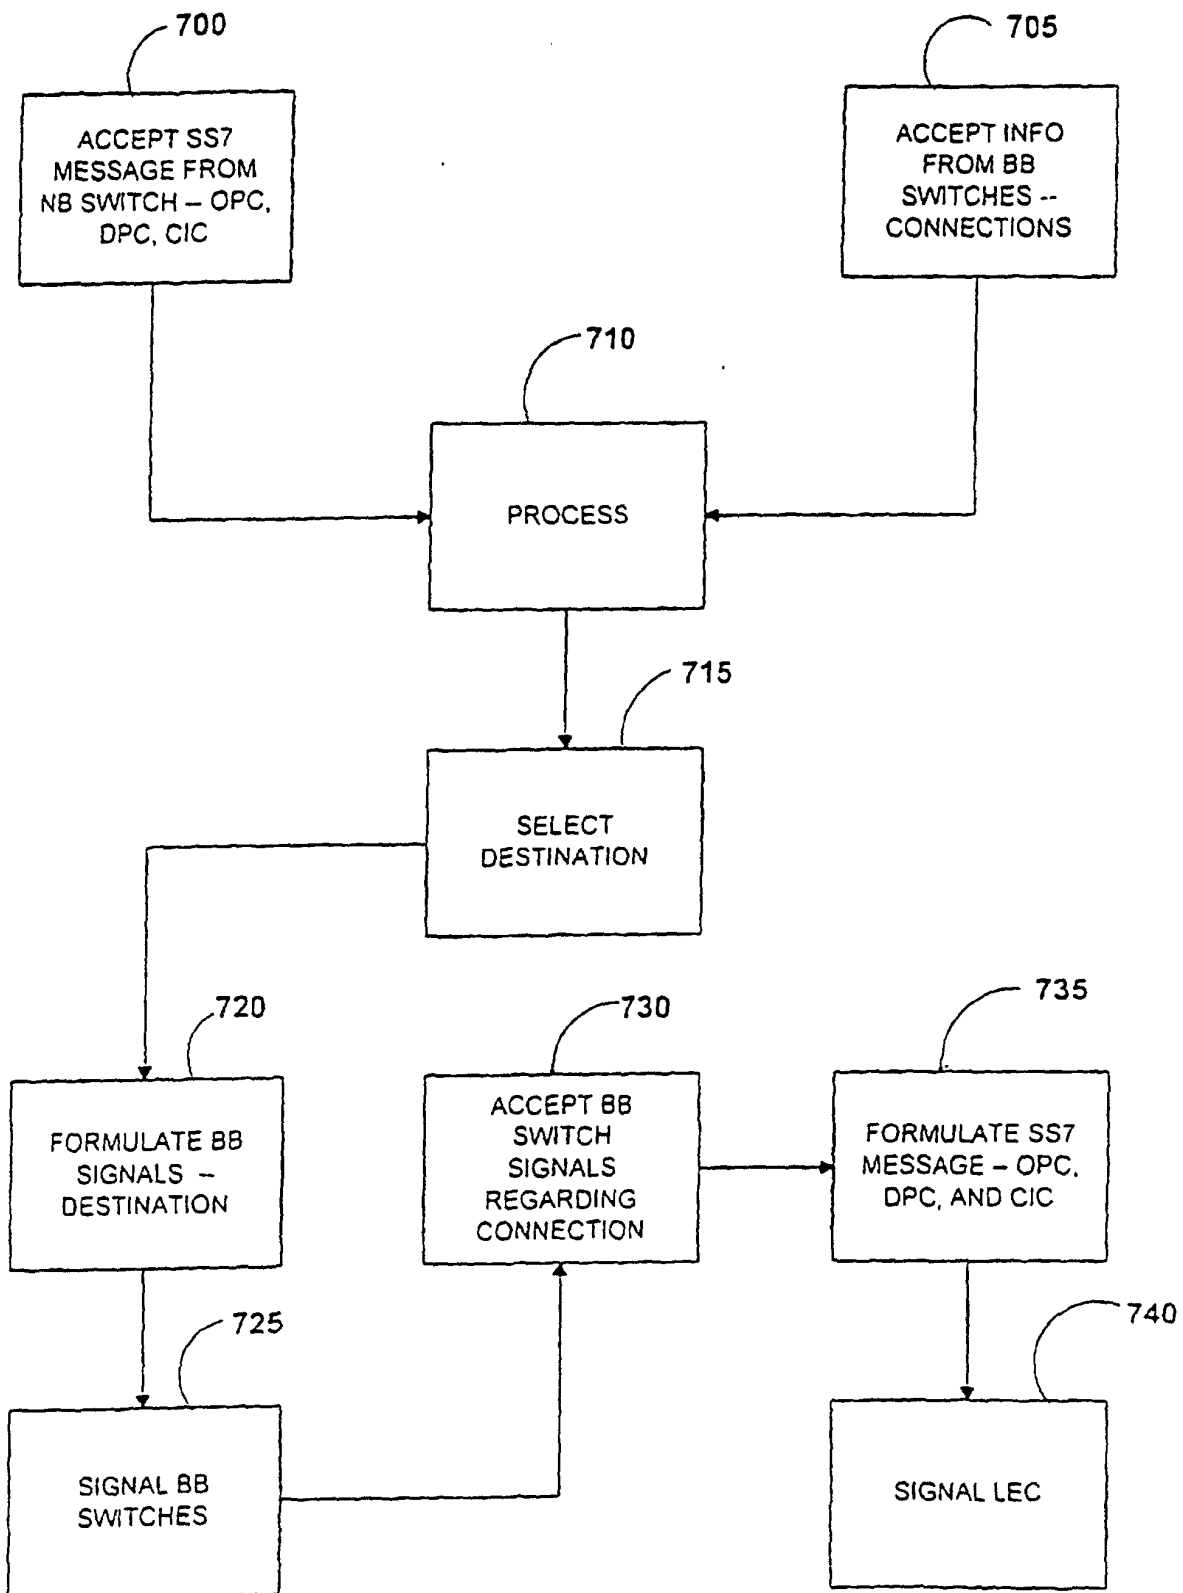 700
705
ACCEPT SS7
MESSAGE FROM
NB SWITCH – OPC,
DPC, CIC
ACCEPT INFO
FROM BB
SWITCHES --
CONNECTIONS
710
PROCESS
715
SELECT
DESTINATION
720
730
735
FORMULATE BB
SIGNALS –
DESTINATION
ACCEPT BB
SWITCH
SIGNALS
REGARDING
CONNECTION
FORMULATE SS7
MESSAGE – OPC,
DPC, AND CIC
725
740
SIGNAL BB
SWITCHES
SIGNAL LEC